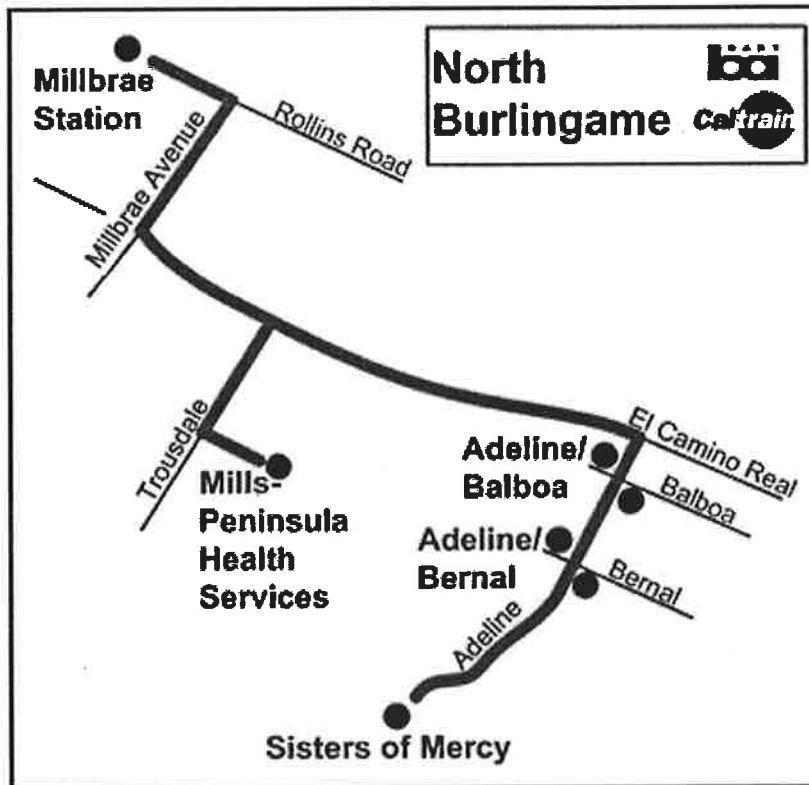 North
Burlingame
ba
Caltrain
Millbrae
Station
Rollins Road
Millbrae Avenue
El Camino Real
Trousdale
Mills-
Peninsula
Health
Services
Adeline/
Balboa
Balboa
Adeline/
Bernal
Bernal
Adeline
Sisters of Mercy